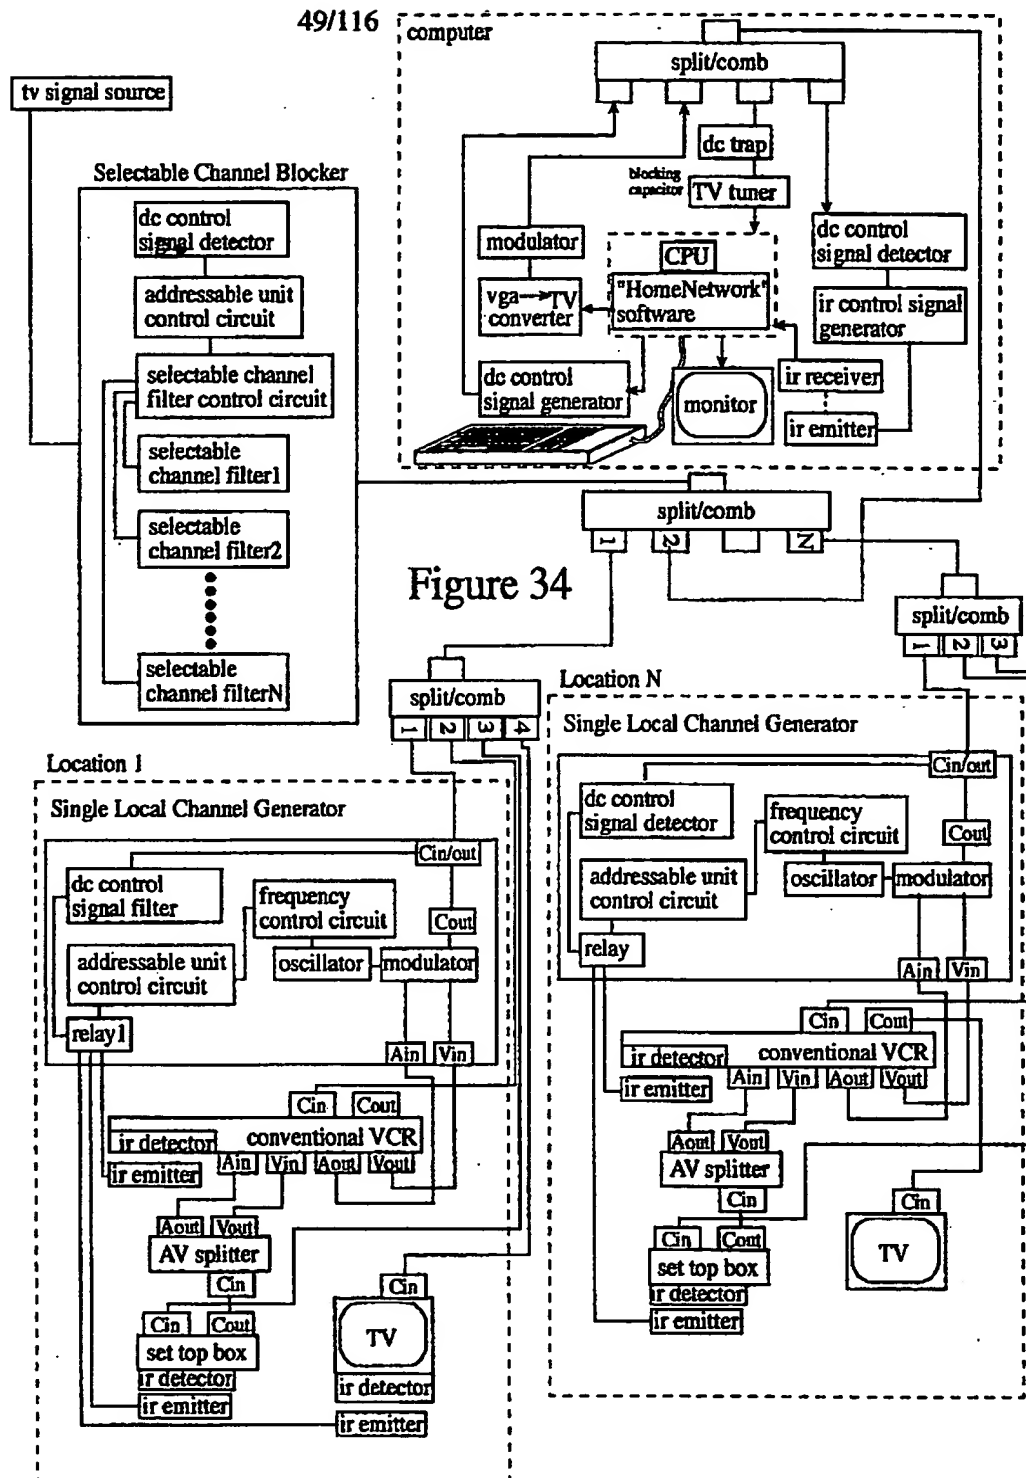 49/116
computer
split/comb
tv signal source
dc trap
blocking
capacitor
TV tuner
Selectable Channel Blocker
dc control
signal detector
addressable unit
control circuit
selectable channel
filter control circuit
selectable
channel filter1
selectable
channel filter2
selectable
channel filterN
modulator
vga→TV
converter
CPU
"HomeNetwork"
software
dc control
signal detector
ir control signal
generator
dc control
signal generator
monitor
ir receiver
ir emitter
split/comb
1
2
N
Figure 34
split/comb
1
2
3
split/comb
1
2
3
4
Location 1
Single Local Channel Generator
Cin/out
dc control
signal filter
frequency
control circuit
Cout
addressable unit
control circuit
oscillator
modulator
relay1
Ain
Vin
Cin
Cout
ir detector
conventional VCR
ir emitter
Ain
Vin
Aout
Vout
Aout
Vout
AV splitter
Cin
Cin
Cout
set top box
ir detector
ir emitter
Cin
TV
ir detector
ir emitter
Location N
Single Local Channel Generator
Cin/out
dc control
signal detector
frequency
control circuit
Cout
addressable unit
control circuit
oscillator
modulator
relay
Ain
Vin
Cin
Cout
ir detector
conventional VCR
ir emitter
Ain
Vin
Aout
Vout
Aout
Vout
AV splitter
Cin
Cin
Cout
set top box
ir detector
ir emitter
Cin
TV